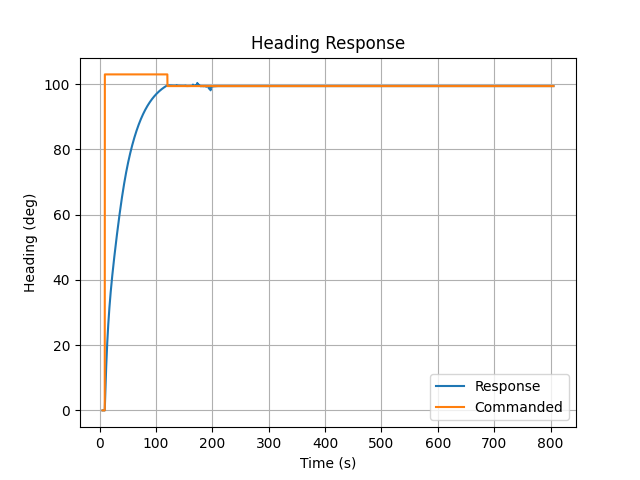 Heading Response
Heading (deg)
100
80
60
40
20
0
0 100 200 300 400 500 600 700 800
Time (s)
Response
Commanded